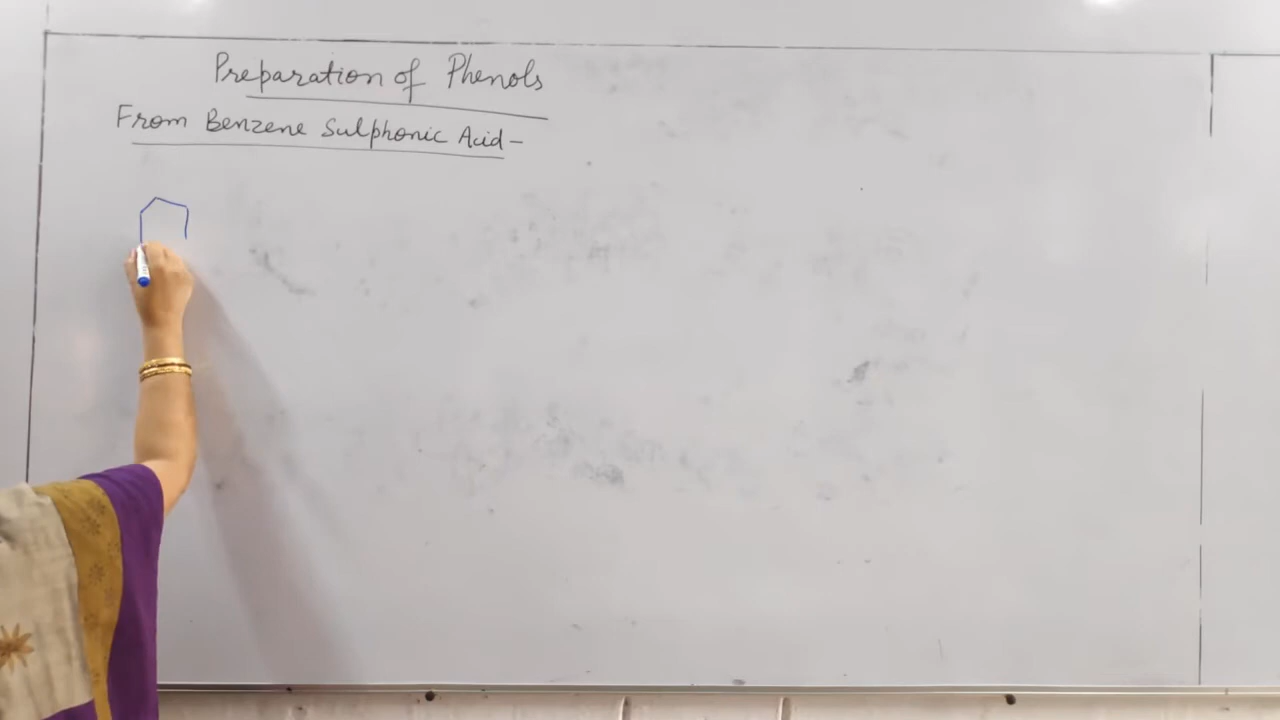 Preparation of Phenols
From Benzene Sulphonic Acid-